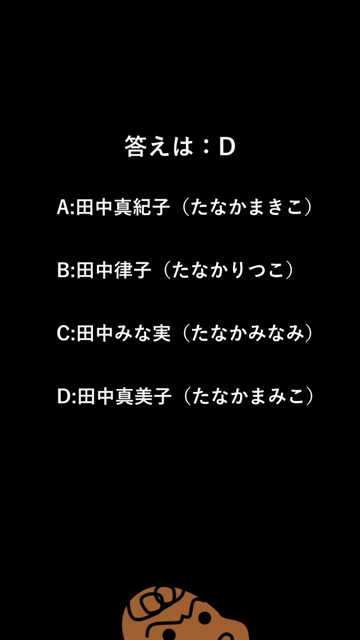 答えは：D
A:田中真紀子（たなかまきこ）
B:田中律子（たなかりつこ）
C:田中みな実（たなかみなみ）
D:田中真美子（たなかまみこ）